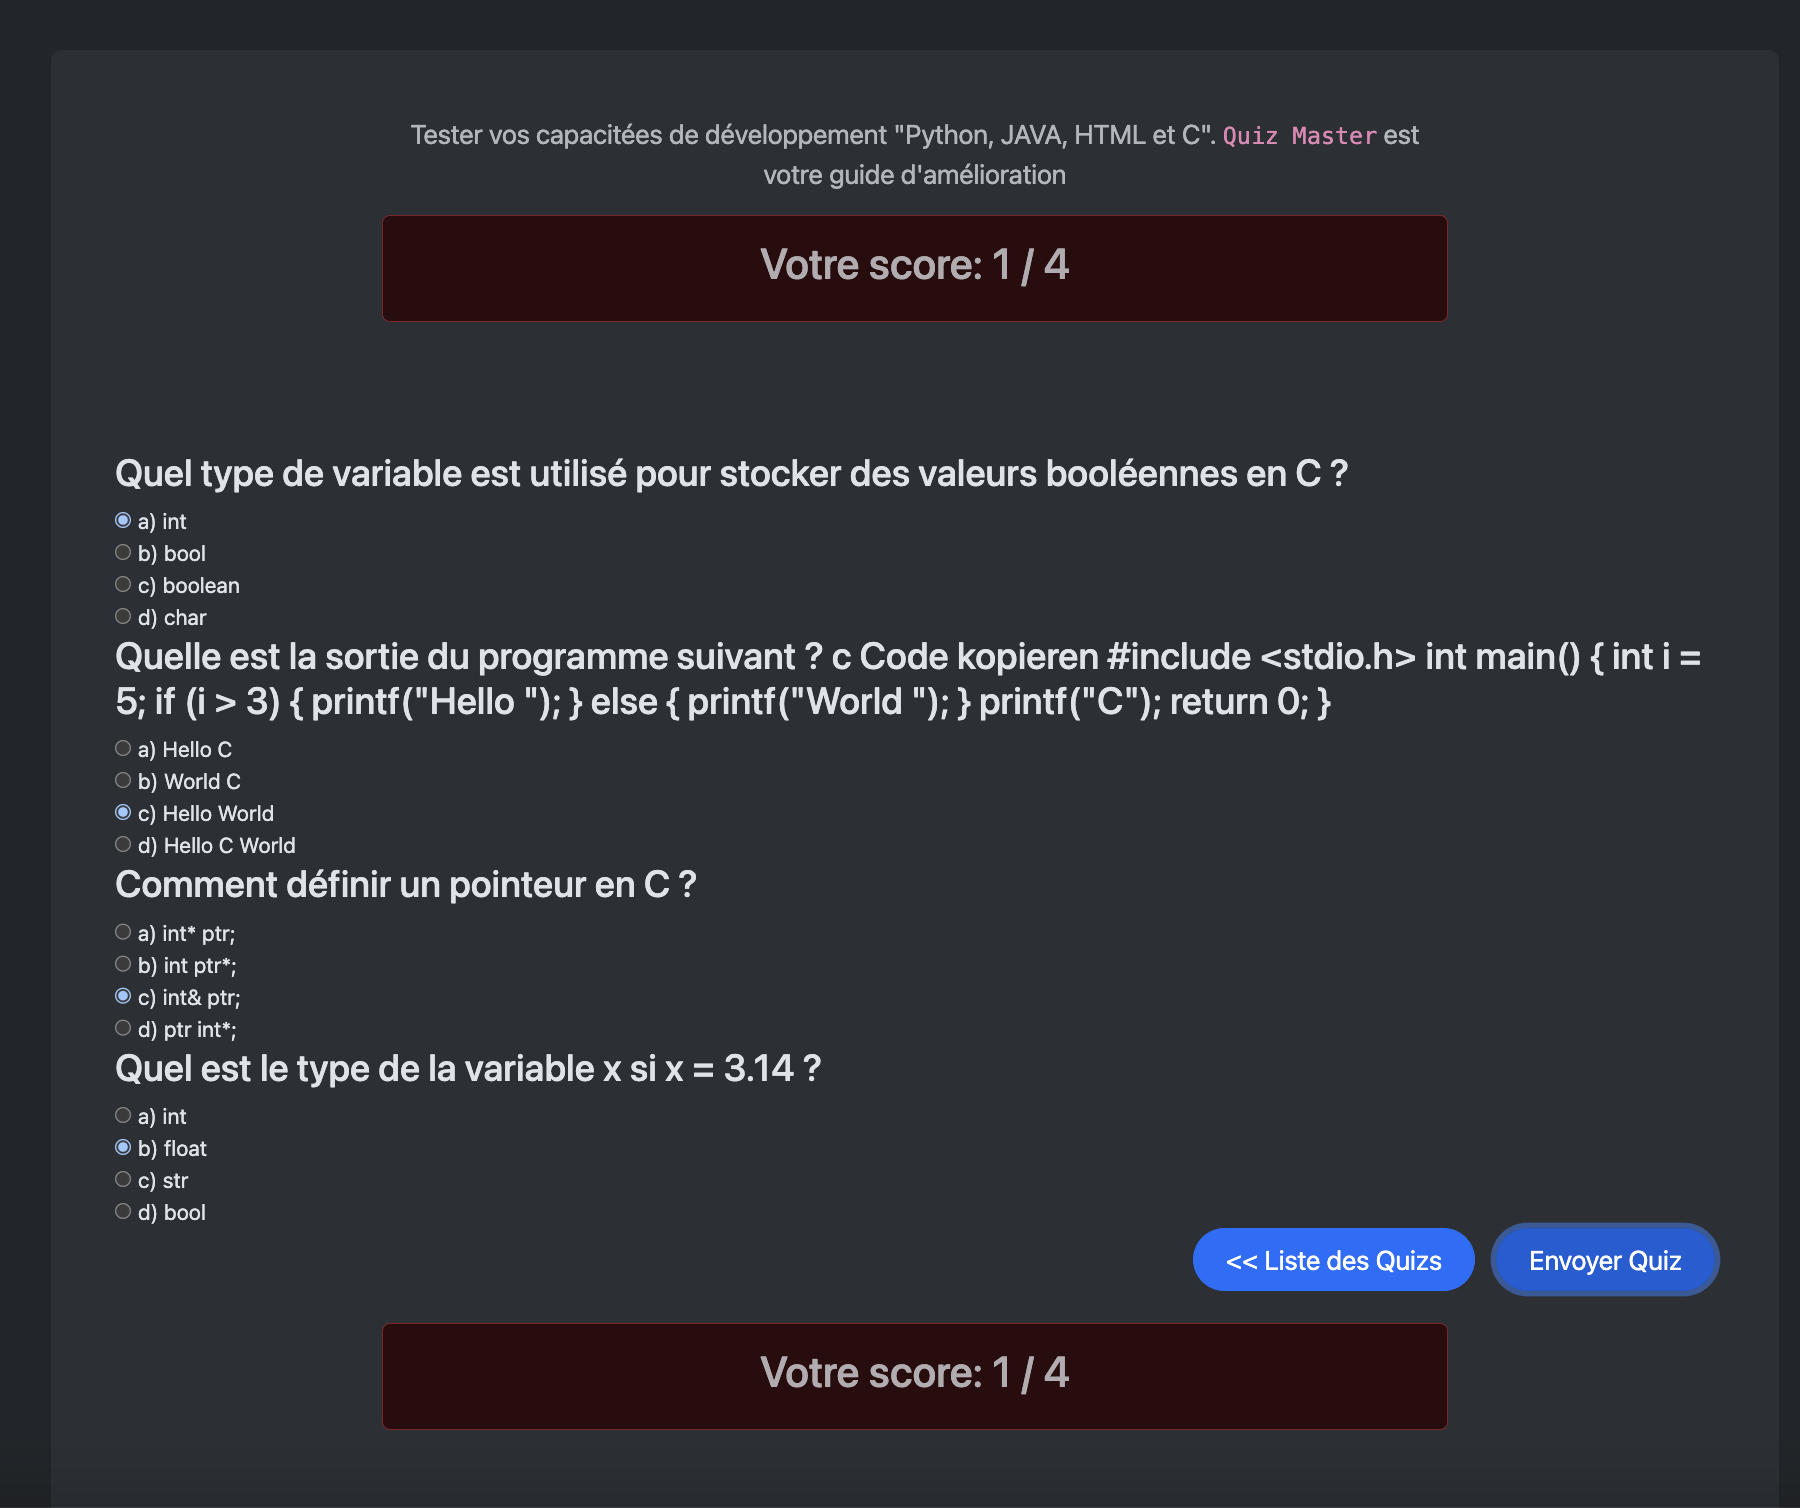 Tester vos capacitées de développement "Python, JAVA, HTML et C". Quiz Master est
votre guide d'amélioration
Votre score: 1 / 4
Quel type de variable est utilisé pour stocker des valeurs booléennes en C ?
a) int
b) bool
c) boolean
d) char
Quelle est la sortie du programme suivant ? c Code kopieren #include <stdio.h> int main() { int i =
5; if (i > 3) { printf("Hello "); } else { printf("World "); } printf("C"); return 0; }
a) Hello C
b) World C
c) Hello World
d) Hello C World
Comment définir un pointeur en C ?
a) int* ptr;
b) int ptr*;
c) int& ptr;
d) ptr int*;
Quel est le type de la variable x si x = 3.14 ?
a) int
b) float
c) str
d) bool
<< Liste des Quizs
Envoyer Quiz
Votre score: 1 / 4